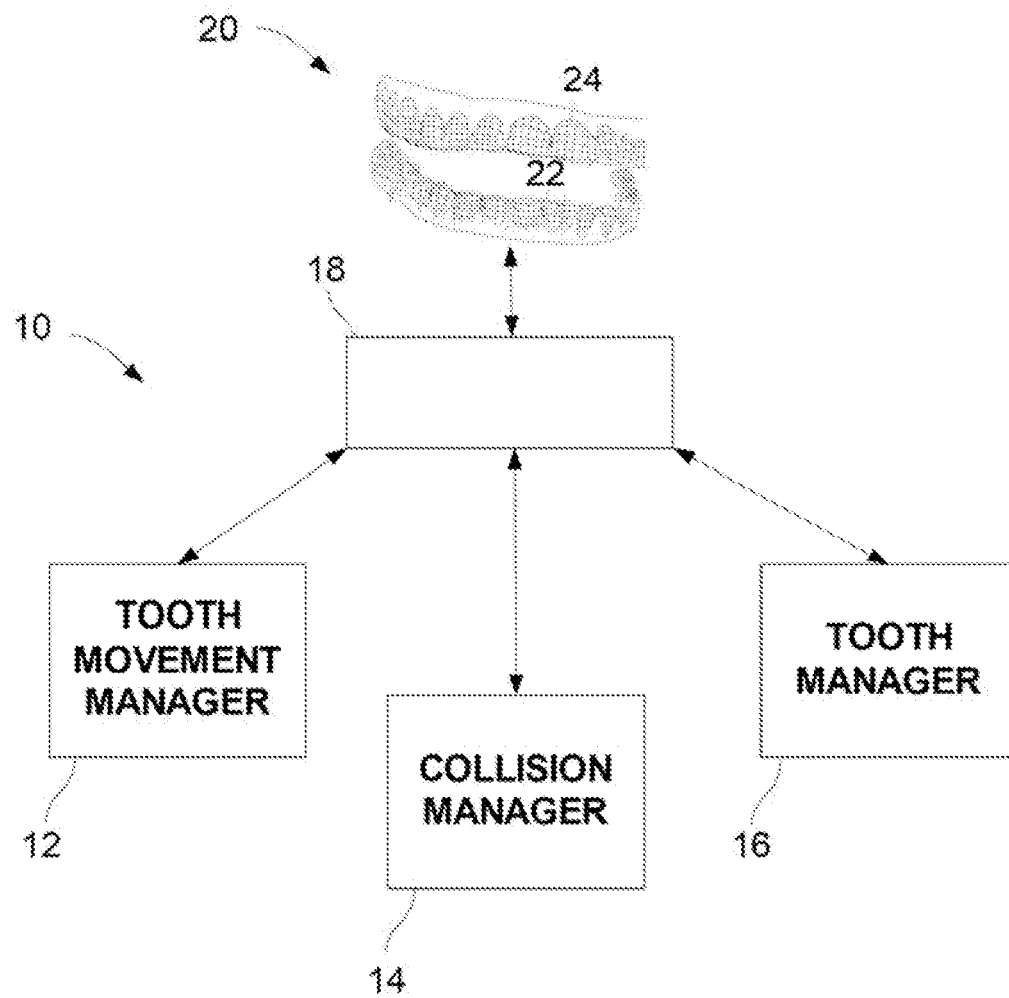 20
24
22
18
10
TOOTH
MOVEMENT
MANAGER
TOOTH
MANAGER
COLLISION
MANAGER
12
16
14